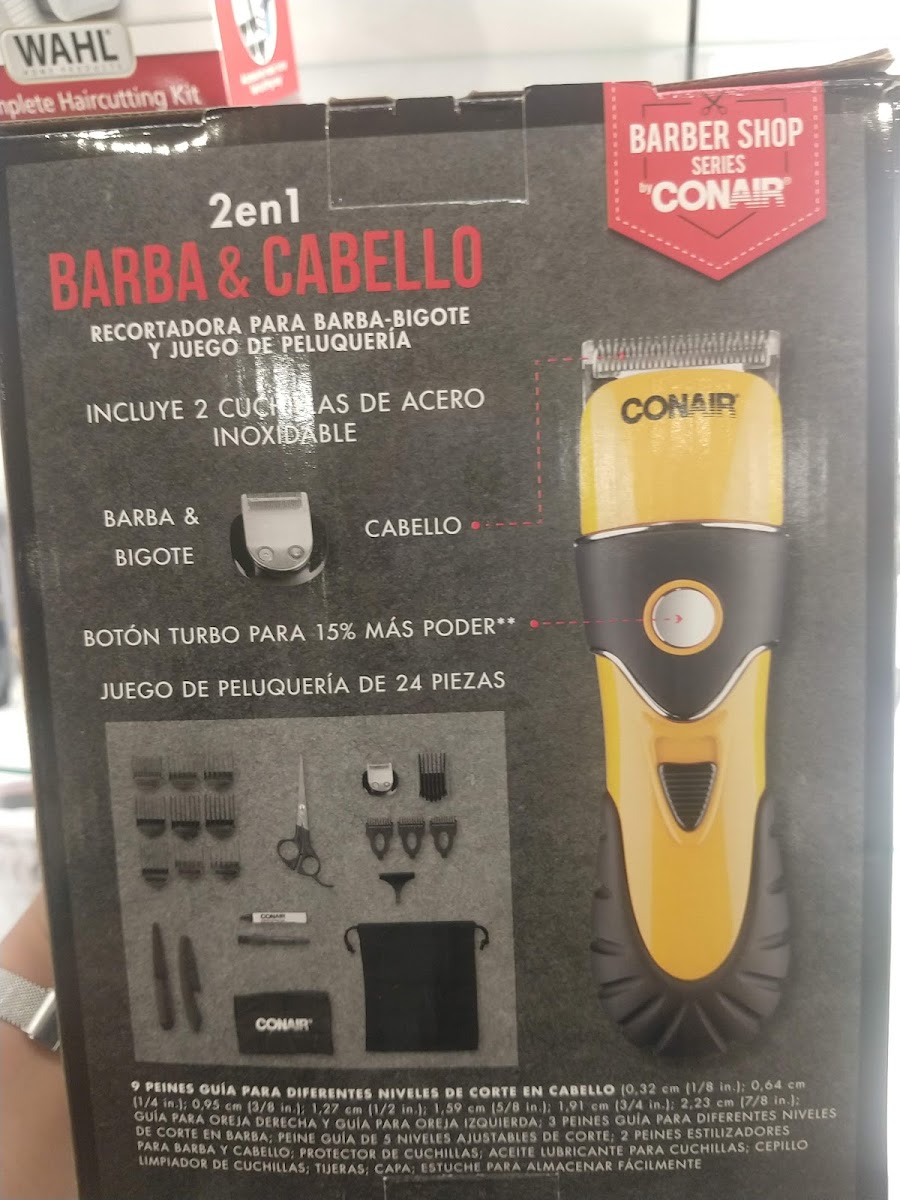 WAHL
HOME PRODUCTS
mplete Haircutting Kit
BARBER SHOP
SERIES
by CONAIR®
2en1
BARBA & CABELLO
RECORTADORA PARA BARBA-BIGOTE
Y JUEGO DE PELUQUERÍA
INCLUYE 2 CUCHILLAS DE ACERO
INOXIDABLE
BARBA &
BIGOTE
CABELLO
CONAIR®
BOTÓN TURBO PARA 15% MÁS PODER**
JUEGO DE PELUQUERÍA DE 24 PIEZAS
CONAIR
CONAIR®
9 PEINES GUÍA PARA DIFERENTES NIVELES DE CORTE EN CABELLO (0.32 cm (1/8 in.); 0,64 cm
(1/4 in.); 0,95 cm (3/8 in.); 1,27 cm (1/2 in.); 1,59 cm (5/8 in.); 1,91 cm (3/4 in.); 2,23 cm (7/8 in.);
GUÍA PARA OREJA DERECHA Y GUÍA PARA OREJA IZQUIERDA; 3 PEINES GUÍA PARA DIFERENTES NIVELES
DE CORTE EN BARBA; PEINE GUÍA DE 5 NIVELES AJUSTABLES DE CORTE; 2 PEINES ESTILIZADORES
PARA BARBA Y CABELLO; PROTECTOR DE CUCHILLAS; ACEITE LUBRICANTE PARA CUCHILLAS; CEPILLO
LIMPIADOR DE CUCHILLAS; TIJERAS; CAPA; ESTUCHE PARA ALMACENAR FÁCILMENTE